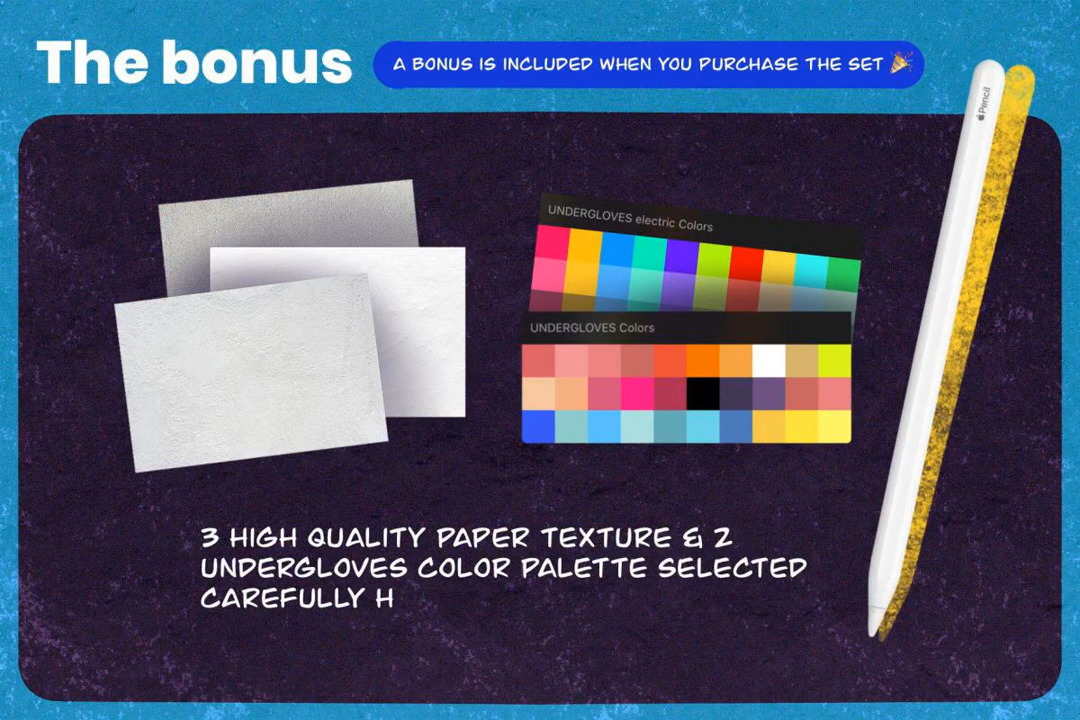 The bonus
A BONUS IS INCLUDED WHEN YOU PURCHASE THE SET 🎉
Pencil
UNDERGLOVES electric Colors
UNDERGLOVES Colors
3 HIGH QUALITY PAPER TEXTURE & 2
UNDERGLOVES COLOR PALETTE SELECTED
CAREFULLY H